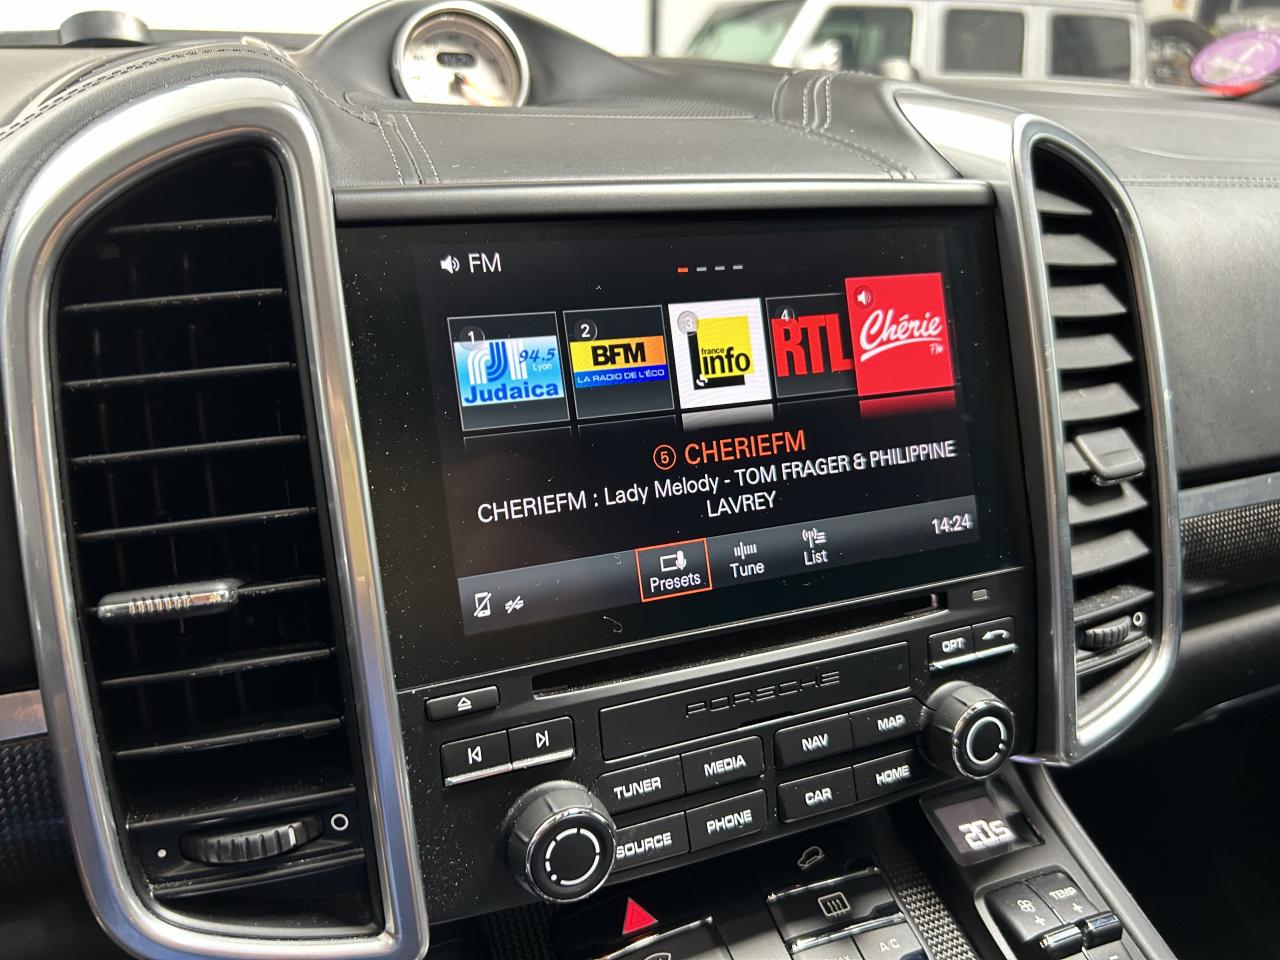 FM
1
94.5
Lyon
Judaica
2
BFM
LA RADIO DE L'ÉCO
3
france
info
4
RTL
Chérie
FM
5 CHERIEFM
CHERIEFM : Lady Melody - TOM FRAGER & PHILIPPINE
LAVREY
Presets
Tune
List
14:24
OPT
PORSCHE
TUNER
MEDIA
NAV
MAP
SOURCE
PHONE
CAR
HOME
20.5
TEMP
A/C